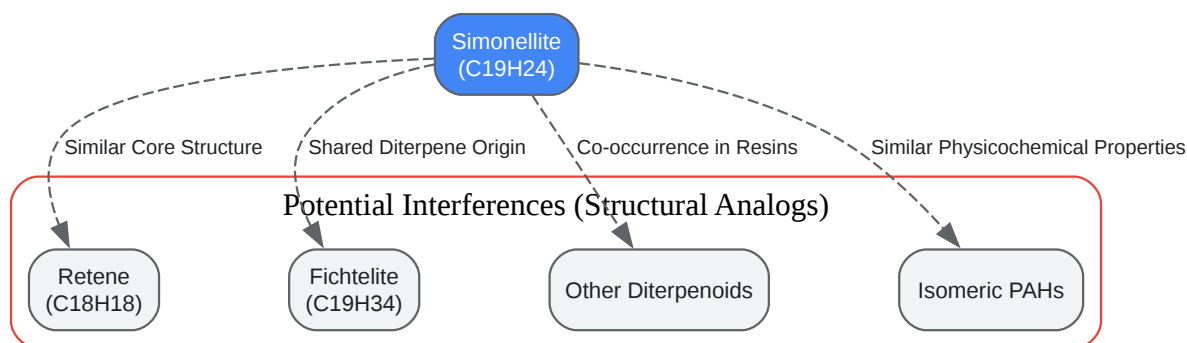 Simonellite
(C19H24)
Similar Core Structure
Shared Diterpene Origin
Co-occurrence in Resins
Similar Physicochemical Properties
Potential Interferences (Structural Analogs)
Retene
(C18H18)
Fichtelite
(C19H34)
Other Diterpenoids
Isomeric PAHs